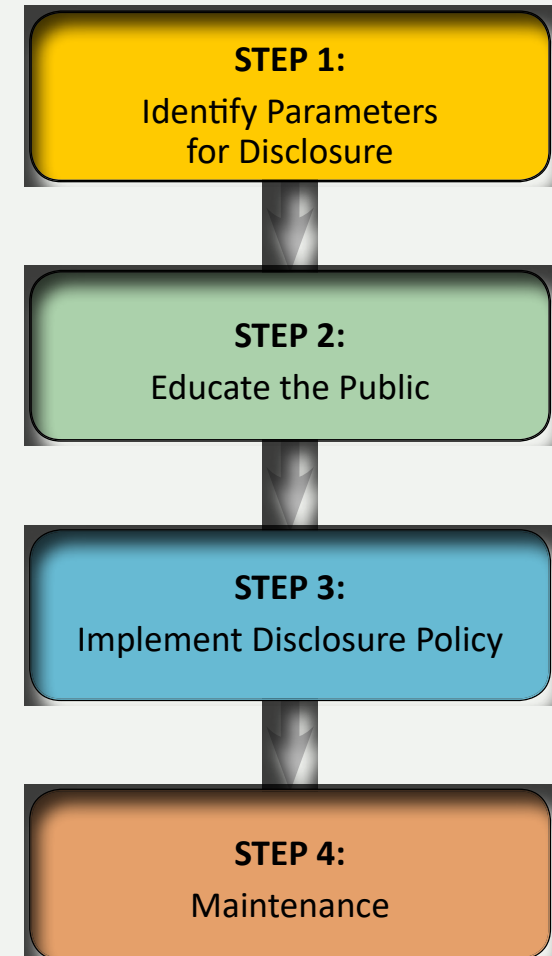 STEP 1:
Identify Parameters
for Disclosure
STEP 2:
Educate the Public
STEP 3:
Implement Disclosure Policy
STEP 4:
Maintenance